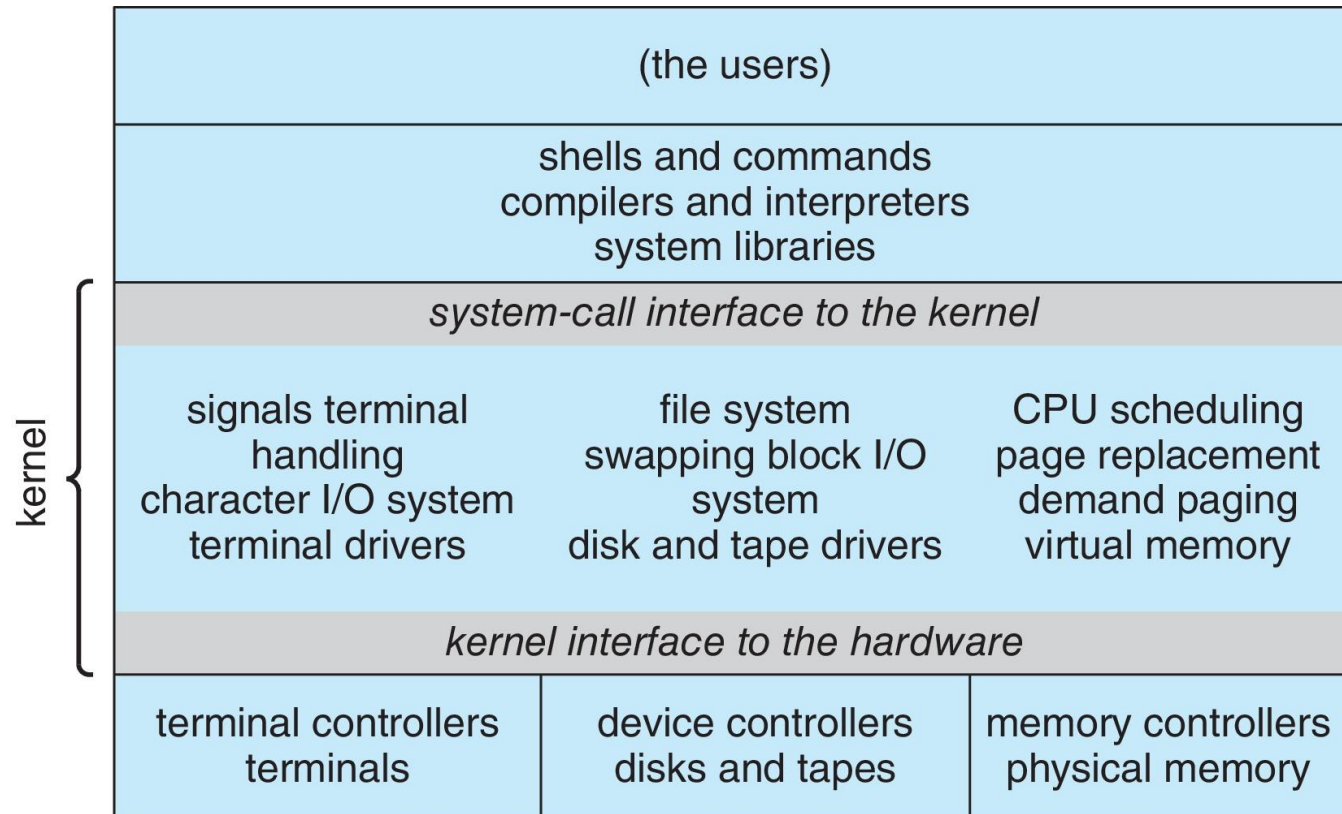 (the users)
shells and commands
compilers and interpreters
system libraries
kernel
system-call interface to the kernel
signals terminal
handling
character I/O system
terminal drivers
file system
swapping block I/O
system
disk and tape drivers
CPU scheduling
page replacement
demand paging
virtual memory
kernel interface to the hardware
terminal controllers
terminals
device controllers
disks and tapes
memory controllers
physical memory